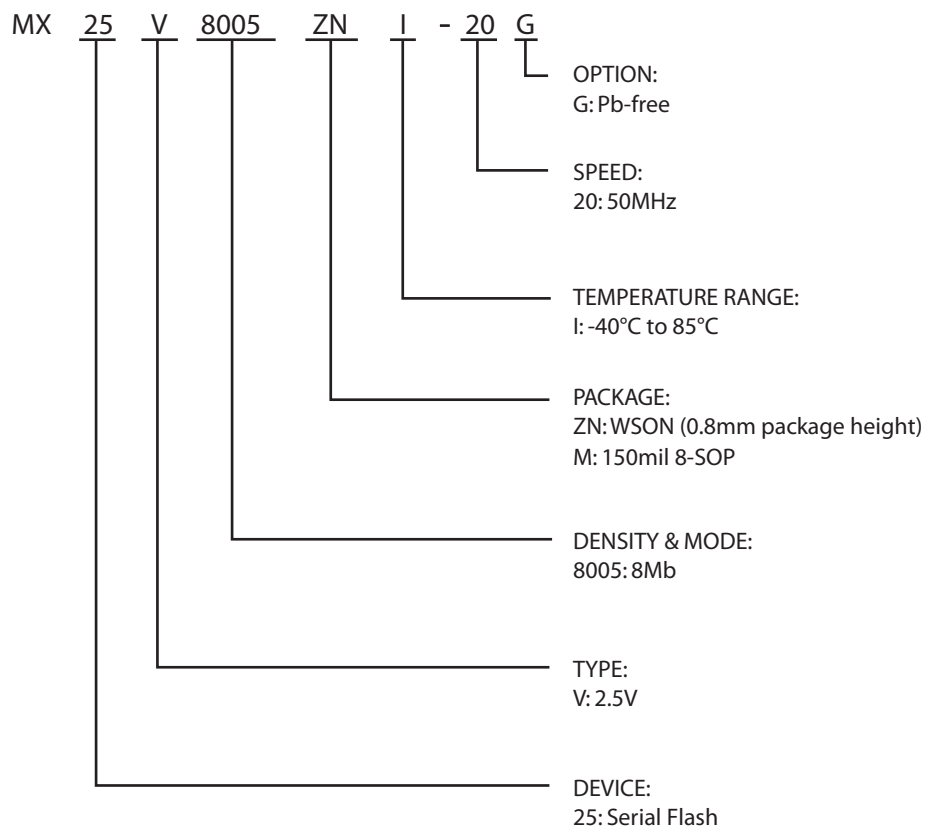 MX 25 V 8005 ZN I - 20 G
OPTION:
G: Pb-free
SPEED:
20: 50MHz
TEMPERATURE RANGE:
I: -40°C to 85°C
PACKAGE:
ZN: WSON (0.8mm package height)
M: 150mil 8-SOP
DENSITY & MODE:
8005: 8Mb
TYPE:
V: 2.5V
DEVICE:
25: Serial Flash